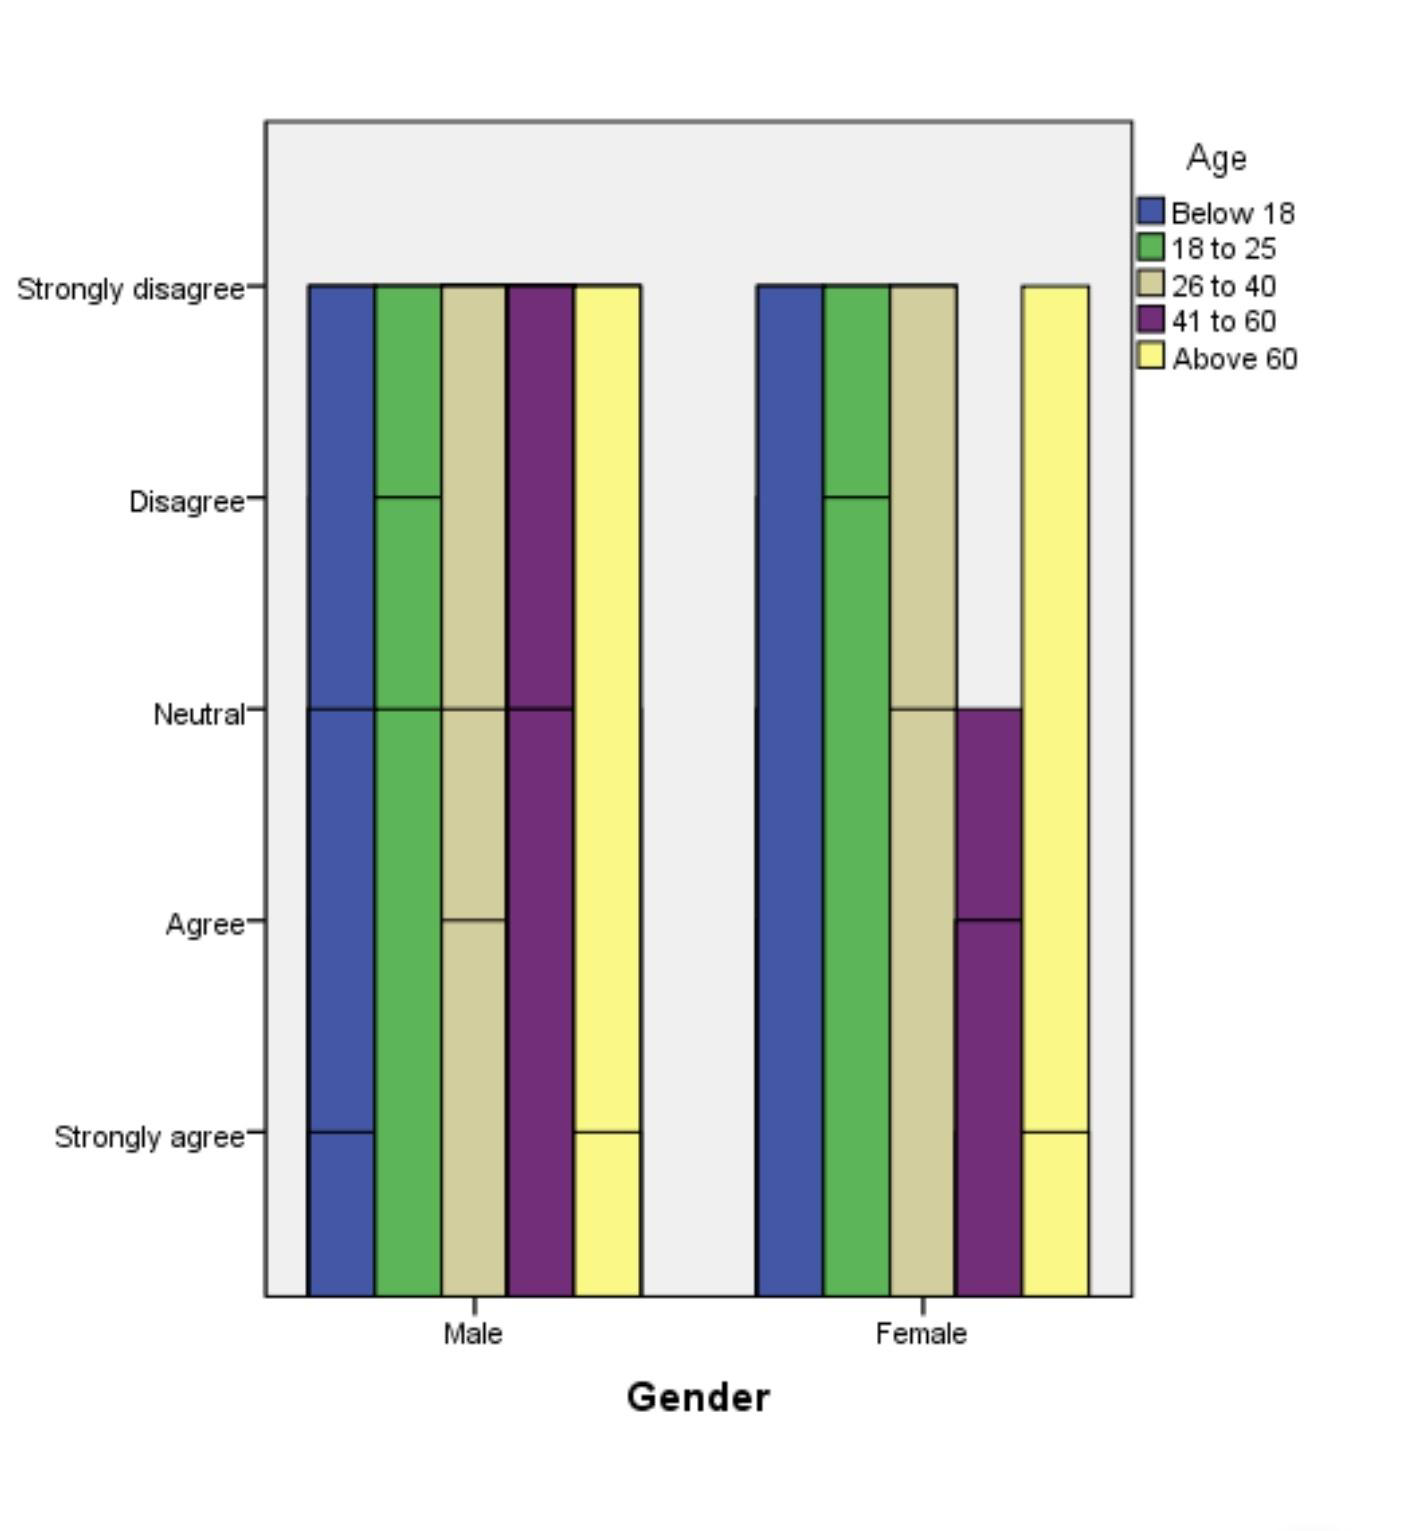 Age
Below 18
18 to 25
26 to 40
41 to 60
Above 60
Strongly disagree
Disagree
Neutral
Agree
Strongly agree
Male
Female
Gender